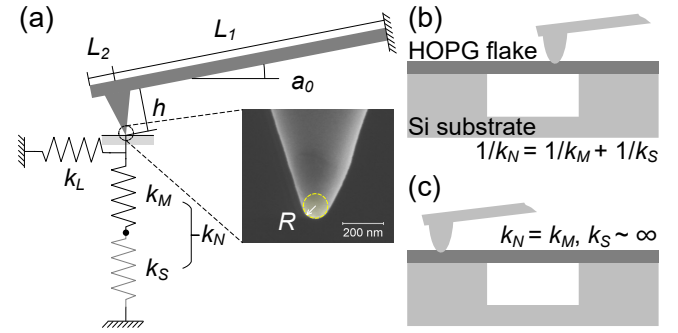 (a)
L2
L1
a0
h
kL
kM
kN
kS
R
200 nm
(b)
HOPG flake
Si substrate
1/kN = 1/kM + 1/kS
(c)
kN = kM, kS ~ ∞